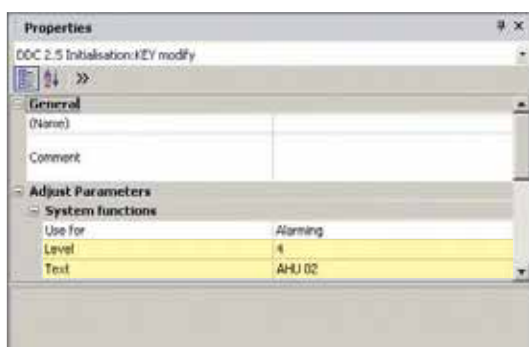 Properties
DDC 2.5 Initialisation:KEY modify
General
(Name)
Comment
Adjust Parameters
System functions
Use for Alarming
Level 4
Text AHU 02